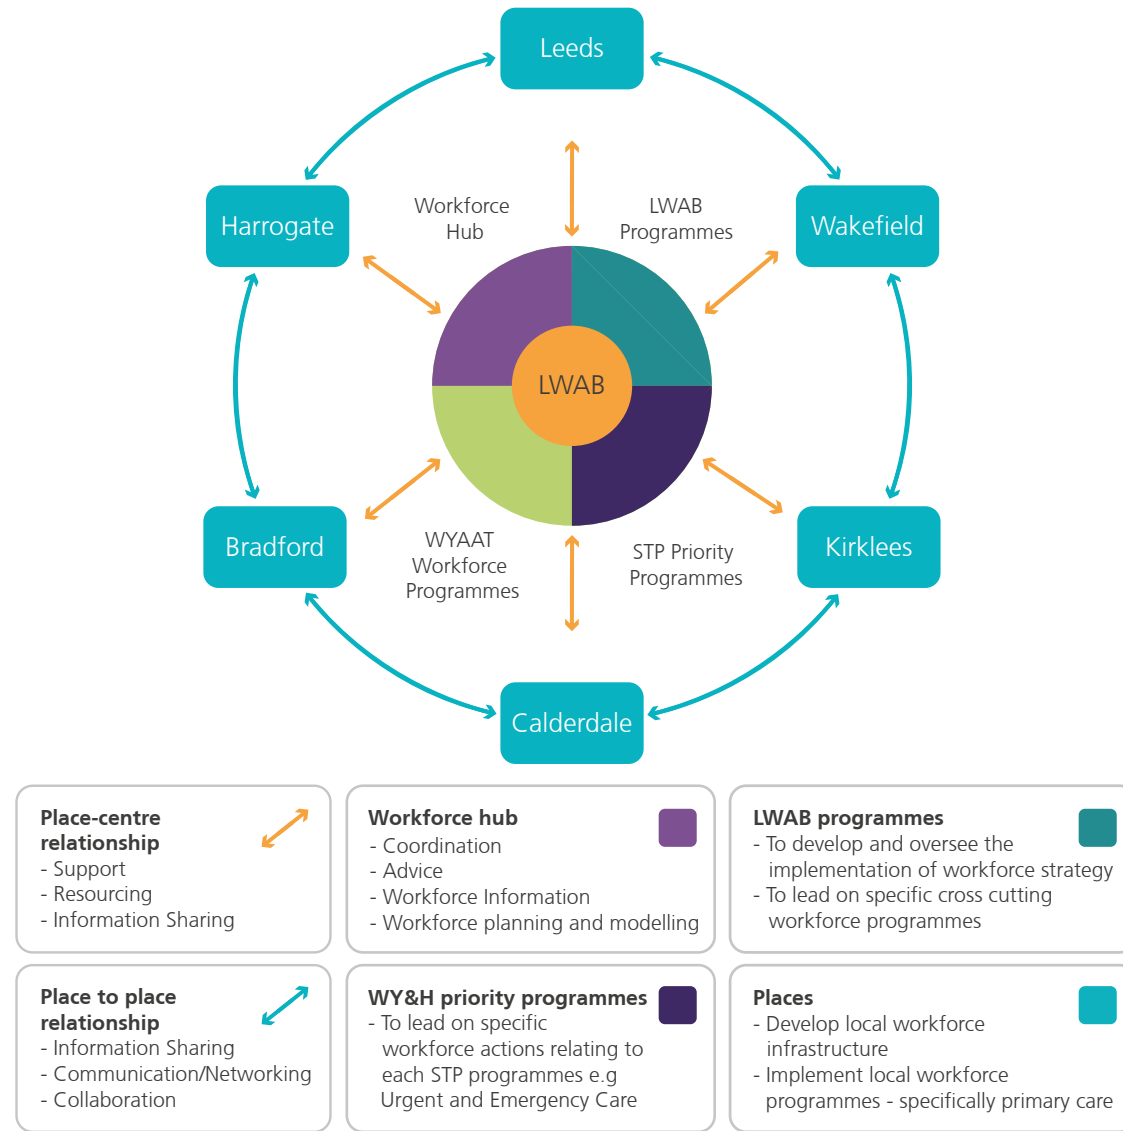 Leeds
Workforce
Hub
LWAB
Programmes
Harrogate
Wakefield
LWAB
Bradford
WYAAT
Workforce
Programmes
STP Priority
Programmes
Kirklees
Calderdale
Place-centre
relationship
- Support
- Resourcing
- Information Sharing
Workforce hub
- Coordination
- Advice
- Workforce Information
- Workforce planning and modelling
LWAB programmes
- To develop and oversee the
implementation of workforce strategy
- To lead on specific cross cutting
workforce programmes
Place to place
relationship
- Information Sharing
- Communication/Networking
- Collaboration
WY&H priority programmes
- To lead on specific
workforce actions relating to
each STP programmes e.g
Urgent and Emergency Care
Places
- Develop local workforce
infrastructure
- Implement local workforce
programmes - specifically primary care